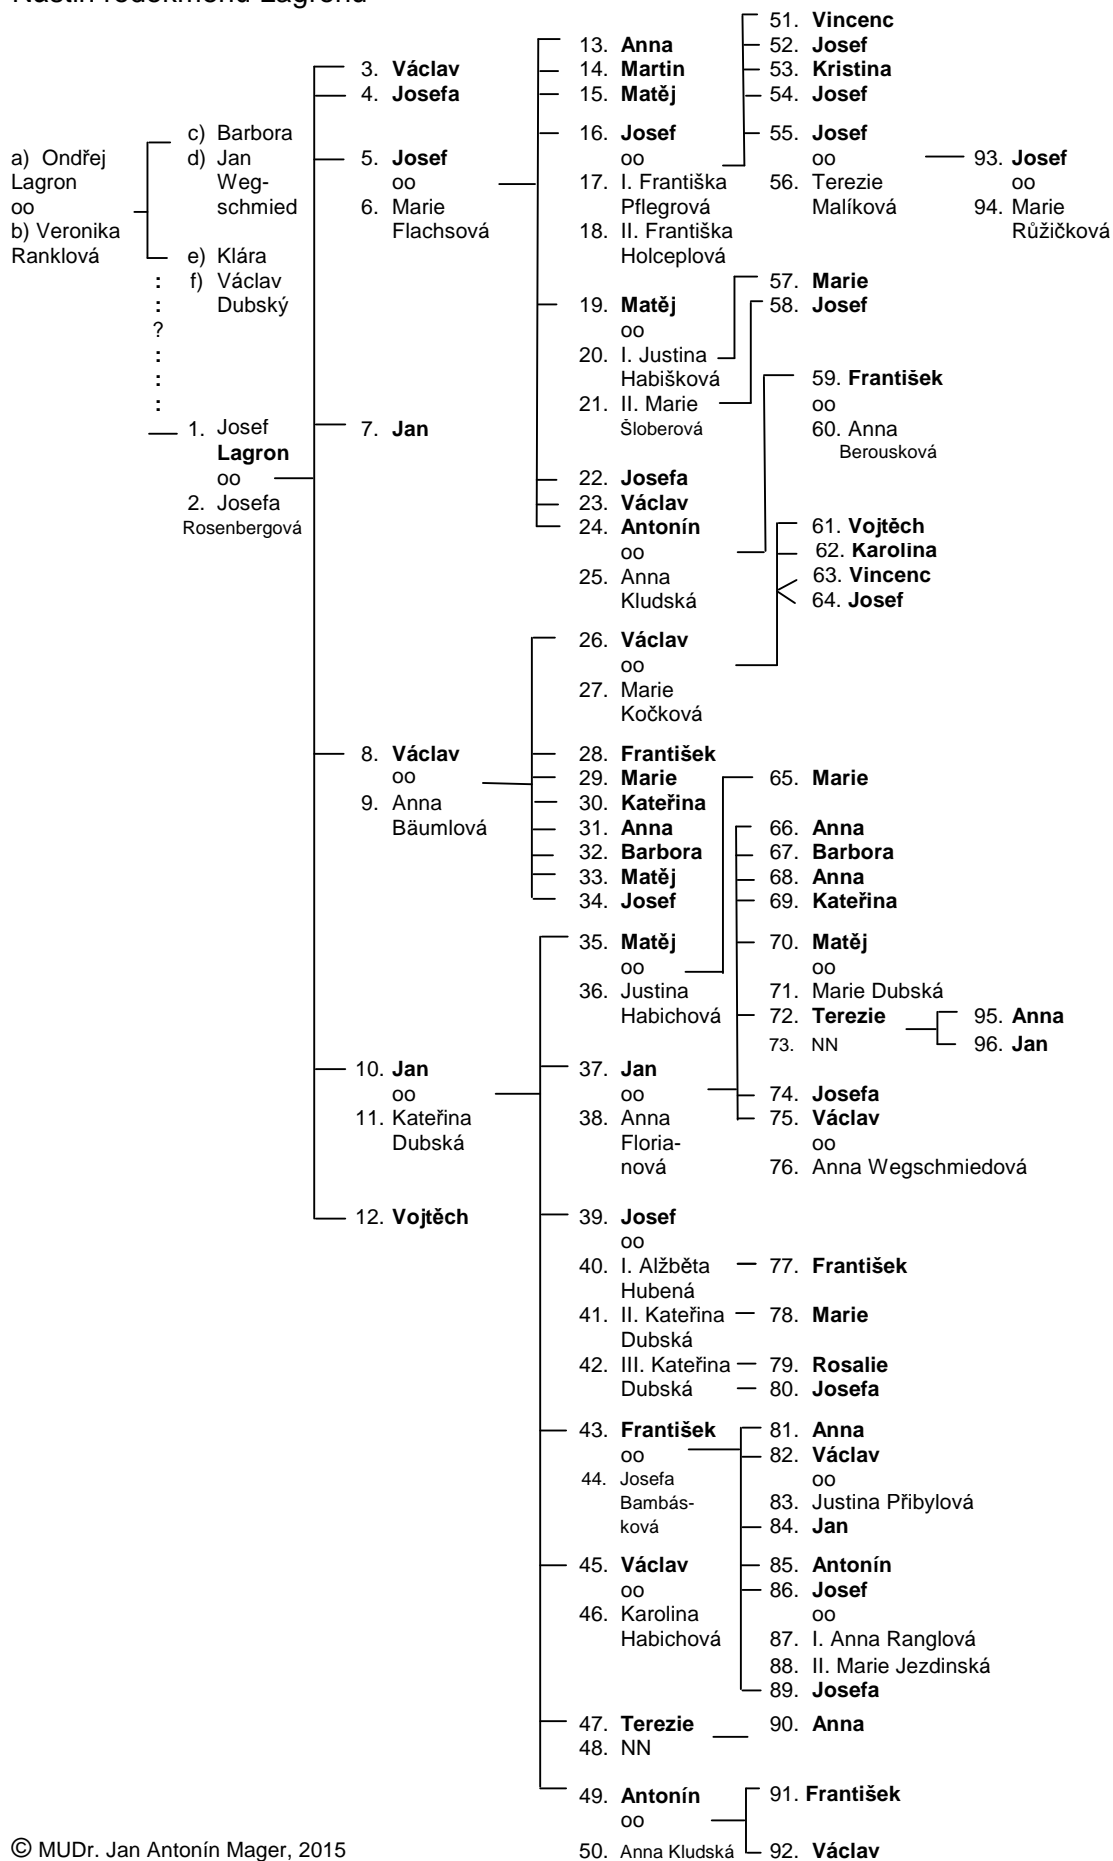 Nástin rodokmenu Lagronů
a) Ondřej
Lagron
oo
b) Veronika
Ranklová
c) Barbora
d) Jan
Weg-
schmied
e) Klára
f) Václav
Dubský
:
:
?
:
:
:
1. Josef
Lagron
oo
2. Josefa
Rosenbergová
3. Václav
4. Josefa
5. Josef
oo
6. Marie
Flachsová
7. Jan
8. Václav
oo
9. Anna
Bäumlová
10. Jan
oo
11. Kateřina
Dubská
12. Vojtěch
13. Anna
14. Martin
15. Matěj
16. Josef
oo
17. I. Františka
Pflegrová
18. II. Františka
Holceplová
19. Matěj
oo
20. I. Justina
Habišková
21. II. Marie
Šloberová
22. Josefa
23. Václav
24. Antonín
oo
25. Anna
Kludská
26. Václav
oo
27. Marie
Kočková
28. František
29. Marie
30. Kateřina
31. Anna
32. Barbora
33. Matěj
34. Josef
35. Matěj
oo
36. Justina
Habichová
37. Jan
oo
38. Anna
Floria-
nová
39. Josef
oo
40. I. Alžběta
Hubená
41. II. Kateřina
Dubská
42. III. Kateřina
Dubská
43. František
oo
44. Josefa
Bambás-
ková
45. Václav
oo
46. Karolina
Habichová
47. Terezie
48. NN
49. Antonín
oo
50. Anna Kludská
51. Vincenc
52. Josef
53. Kristina
54. Josef
55. Josef
oo
56. Terezie
Malíková
57. Marie
58. Josef
59. František
oo
60. Anna
Berousková
61. Vojtěch
62. Karolina
63. Vincenc
64. Josef
65. Marie
66. Anna
67. Barbora
68. Anna
69. Kateřina
70. Matěj
oo
71. Marie Dubská
72. Terezie
73. NN
74. Josefa
75. Václav
oo
76. Anna Wegschmiedová
77. František
78. Marie
79. Rosalie
80. Josefa
81. Anna
82. Václav
oo
83. Justina Přibylová
84. Jan
85. Antonín
86. Josef
oo
87. I. Anna Ranglová
88. II. Marie Jezdinská
89. Josefa
90. Anna
91. František
92. Václav
93. Josef
oo
94. Marie
Růžičková
95. Anna
96. Jan
© MUDr. Jan Antonín Mager, 2015